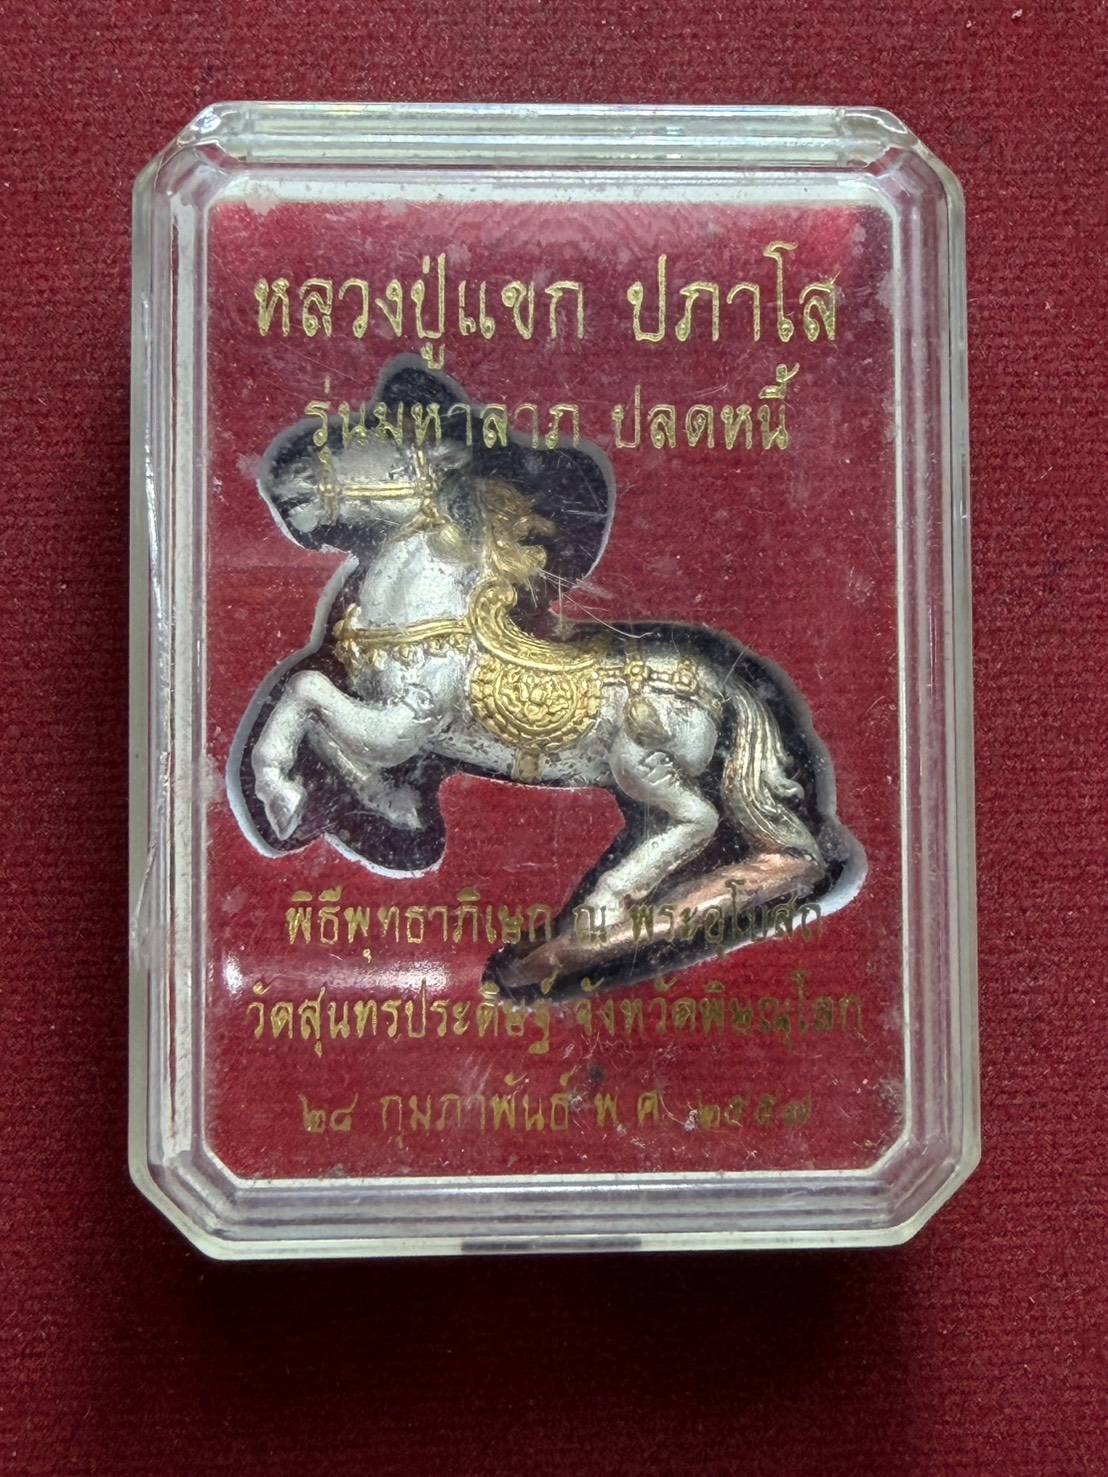 หลวงปู่แขก ปภาโส
รุ่นมหาลาภ ปลดหนี้
พิธีพุทธาภิเษก ณ พระอุโบสถ
วัดสุนทรประดิษฐ์ จังหวัดพิษณุโลก
๒๘ กุมภาพันธ์ พ.ศ. ๒๕๕๗